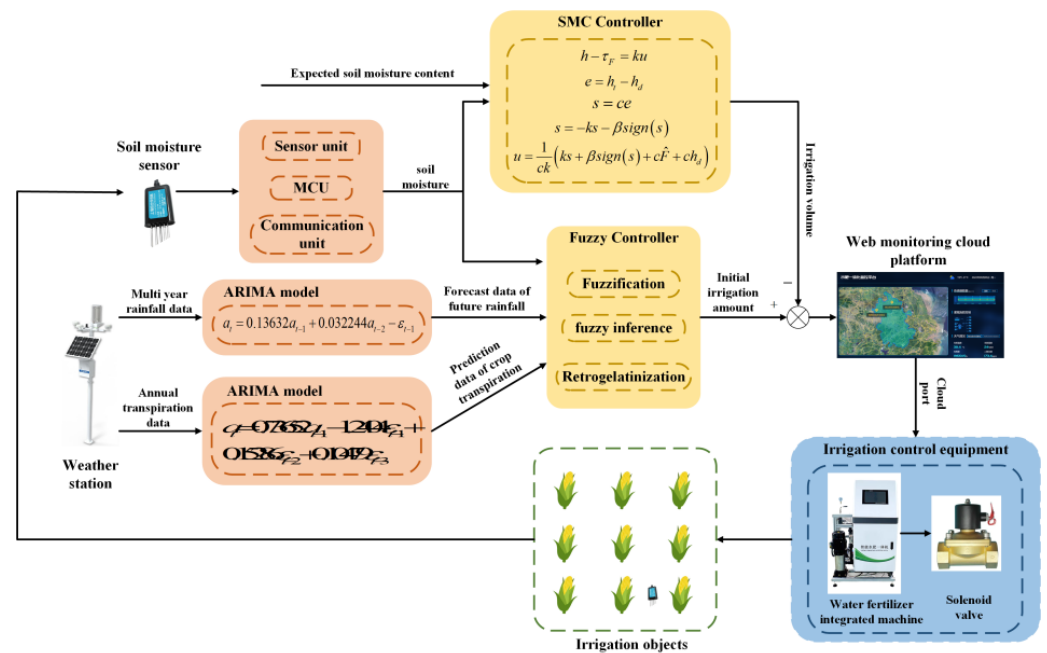 SMC Controller
h − τ_F = ku
e = h_t − h_d
s = ce
s = −ks − βsign(s)
u = 1/ck (ks + βsign(s) + cF̂ + ch_d)
Expected soil moisture content
Soil moisture
sensor
Sensor unit
MCU
Communication
unit
soil
moisture
Irrigation volume
Fuzzy Controller
Fuzzification
fuzzy inference
Retrogelatinization
Initial
irrigation
amount
−
+
Web monitoring cloud
platform
Multi year
rainfall data
ARIMA model
a_t = 0.13632a_{t−1} + 0.032244a_{t−2} − ε_{t−1}
Forecast data of
future rainfall
Weather
station
Annual
transpiration
data
ARIMA model
Prediction
data of crop
transpiration
Cloud
port
Irrigation control equipment
Water fertilizer
integrated machine
Solenoid
valve
Irrigation objects